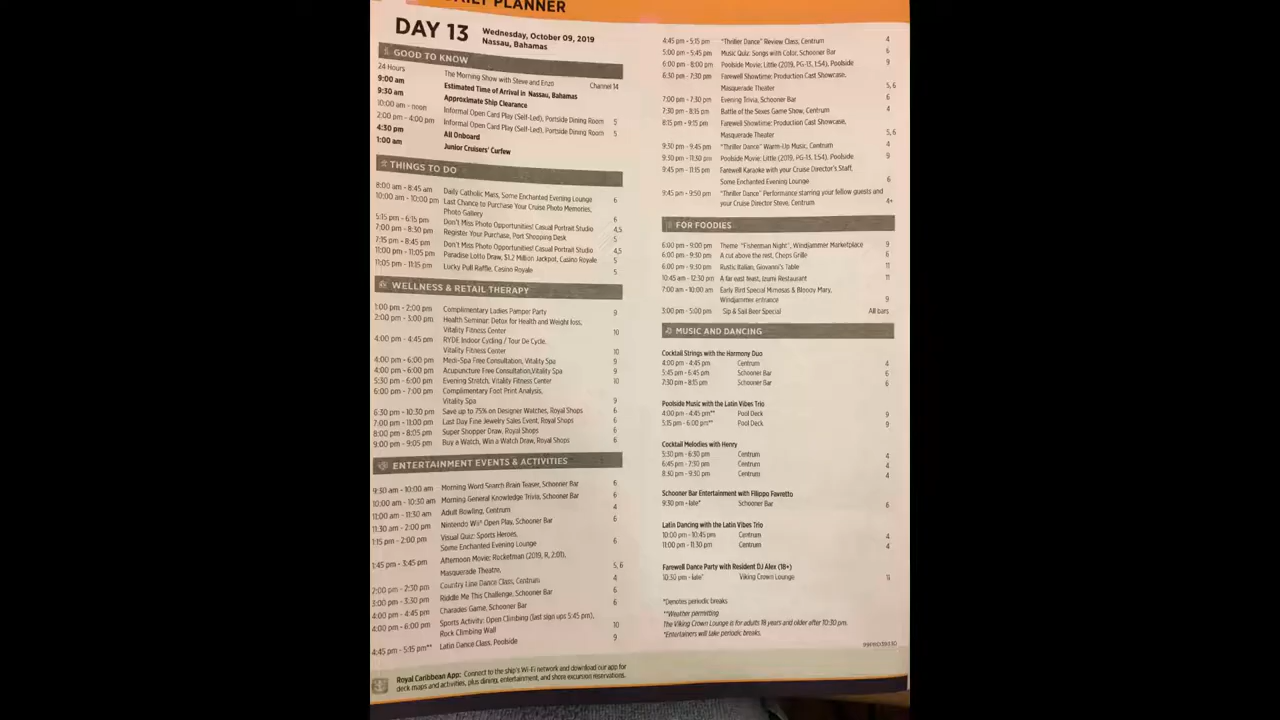 DAILY PLANNER
DAY 13
Wednesday, October 09, 2019
Nassau, Bahamas
GOOD TO KNOW
24 Hours The Morning Show with Steve and Enzo Channel 14
9:00 am Estimated Time of Arrival in Nassau, Bahamas
9:30 am Approximate Ship Clearance
10:00 am - noon Informal Open Card Play (Self-Led), Portside Dining Room 5
2:00 pm - 4:00 pm Informal Open Card Play (Self-Led), Portside Dining Room 5
4:30 pm All Onboard
1:00 am Junior Cruisers' Curfew
THINGS TO DO
8:00 am - 8:45 am Daily Catholic Mass, Some Enchanted Evening Lounge 6
10:00 am - 10:00 pm Last Chance to Purchase Your Cruise Photo Memories,
Photo Gallery 6
5:15 pm - 6:15 pm Don't Miss Photo Opportunities! Casual Portrait Studio 4,5
7:00 pm - 8:30 pm Register Your Purchase, Port Shopping Desk 5
7:15 pm - 8:45 pm Don't Miss Photo Opportunities! Casual Portrait Studio 4,5
11:00 pm - 11:05 pm Paradise Lotto Draw, $1.2 Million Jackpot, Casino Royale 5
11:05 pm - 11:15 pm Lucky Pull Raffle, Casino Royale 5
WELLNESS & RETAIL THERAPY
1:00 pm - 2:00 pm Complimentary Ladies Pamper Party 9
2:00 pm - 3:00 pm Health Seminar: Detox for Health and Weight loss,
Vitality Fitness Center 10
4:00 pm - 4:45 pm RYDE Indoor Cycling / Tour De Cycle,
Vitality Fitness Center 10
4:00 pm - 6:00 pm Medi-Spa Free Consultation, Vitality Spa 9
4:00 pm - 6:00 pm Acupuncture Free Consultation,Vitality Spa 9
5:30 pm - 6:00 pm Evening Stretch, Vitality Fitness Center 10
6:00 pm - 7:00 pm Complimentary Foot Print Analysis,
Vitality Spa 9
6:30 pm - 10:30 pm Save up to 75% on Designer Watches, Royal Shops 6
7:00 pm - 11:00 pm Last Day Fine Jewelry Sales Event, Royal Shops 6
8:00 pm - 8:05 pm Super Shopper Draw, Royal Shops 6
9:00 pm - 9:05 pm Buy a Watch, Win a Watch Draw, Royal Shops 6
ENTERTAINMENT EVENTS & ACTIVITIES
9:30 am - 10:00 am Morning Word Search Brain Teaser, Schooner Bar 6
10:00 am - 10:30 am Morning General Knowledge Trivia, Schooner Bar 6
11:00 am - 11:30 am Adult Bowling, Centrum 4
11:30 am - 2:00 pm Nintendo Wii® Open Play, Schooner Bar 6
1:15 pm - 2:00 pm Visual Quiz: Sports Heroes,
Some Enchanted Evening Lounge 6
1:45 pm - 3:45 pm Afternoon Movie: Rocketman (2019, R, 2:01),
Masquerade Theatre, 5, 6
2:00 pm - 2:30 pm Country Line Dance Class, Centrum 4
3:00 pm - 3:30 pm Riddle Me This Challenge, Schooner Bar 6
4:00 pm - 4:45 pm Charades Game, Schooner Bar 6
4:00 pm - 6:00 pm Sports Activity: Open Climbing (last sign ups 5:45 pm),
Rock Climbing Wall 10
4:45 pm - 5:15 pm** Latin Dance Class, Poolside 9
Royal Caribbean App: Connect to the ship's Wi-Fi network and download our app for
deck maps and activities, plus dining, entertainment, and shore excursion reservations.
4:45 pm - 5:15 pm "Thriller Dance" Review Class, Centrum 4
5:00 pm - 5:45 pm Music Quiz: Songs with Color, Schooner Bar 6
6:00 pm - 8:00 pm Poolside Movie: Little (2019, PG-13, 1:54), Poolside 9
6:30 pm - 7:30 pm Farewell Showtime: Production Cast Showcase,
Masquerade Theater 5, 6
7:00 pm - 7:30 pm Evening Trivia, Schooner Bar 6
7:30 pm - 8:15 pm Battle of the Sexes Game Show, Centrum 4
8:15 pm - 9:15 pm Farewell Showtime: Production Cast Showcase,
Masquerade Theater 5, 6
9:30 pm - 9:45 pm "Thriller Dance" Warm-Up Music, Centrum 4
9:30 pm - 11:30 pm Poolside Movie: Little (2019, PG-13, 1:54), Poolside 9
9:45 pm - 11:15 pm Farewell Karaoke with your Cruise Director's Staff,
Some Enchanted Evening Lounge 6
9:45 pm - 9:50 pm "Thriller Dance" Performance starring your fellow guests and
your Cruise Director Steve, Centrum 4+
FOR FOODIES
6:00 pm - 9:00 pm Theme "Fisherman Night", Windjammer Marketplace 9
6:00 pm - 9:30 pm A cut above the rest, Chops Grille 6
6:00 pm - 9:30 pm Rustic Italian, Giovanni's Table 11
10:45 am - 12:30 pm A far east feast, Izumi Restaurant 11
7:00 am - 10:00 am Early Bird Special Mimosas & Bloody Mary,
Windjammer entrance 9
3:00 pm - 5:00 pm Sip & Sail Beer Special All bars
MUSIC AND DANCING
Cocktail Strings with the Harmony Duo
4:00 pm - 4:45 pm Centrum 4
5:45 pm - 6:45 pm Schooner Bar 6
7:30 pm - 8:15 pm Schooner Bar 6
Poolside Music with the Latin Vibes Trio
4:00 pm - 4:45 pm** Pool Deck 9
5:15 pm - 6:00 pm** Pool Deck 9
Cocktail Melodies with Henry
5:30 pm - 6:30 pm Centrum 4
6:45 pm - 7:30 pm Centrum 4
8:30 pm - 9:30 pm Centrum 4
Schooner Bar Entertainment with Filippo Favretto
9:30 pm - late* Schooner Bar 6
Latin Dancing with the Latin Vibes Trio
10:00 pm - 10:45 pm Centrum 4
11:00 pm - 11:30 pm Centrum 4
Farewell Dance Party with Resident DJ Alex (18+)
10:30 pm - late* Viking Crown Lounge 11
*Denotes periodic breaks
**Weather permitting
The Viking Crown Lounge is for adults 18 years and older after 10:30 pm.
*Entertainers will take periodic breaks.